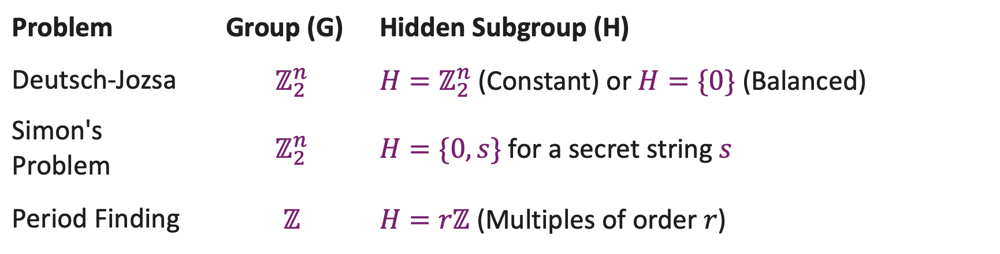 Problem Group (G) Hidden Subgroup (H)
Deutsch-Jozsa ℤ₂ⁿ H = ℤ₂ⁿ (Constant) or H = {0} (Balanced)
Simon's
Problem ℤ₂ⁿ H = {0, s} for a secret string s
Period Finding ℤ H = rℤ (Multiples of order r)